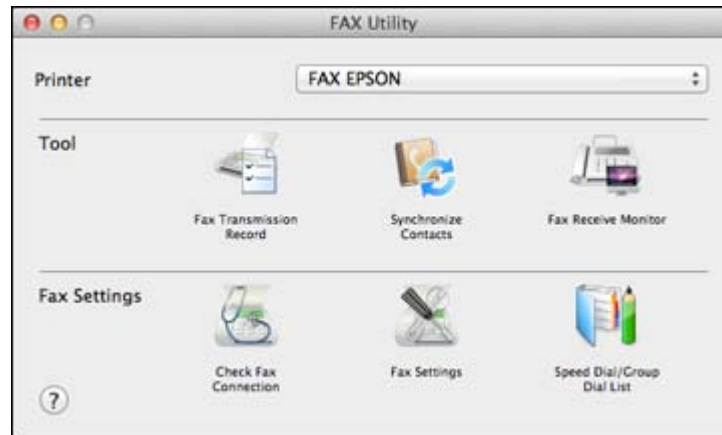 FAX Utility
Printer
FAX EPSON
Tool
Fax Transmission
Record
Synchronize
Contacts
Fax Receive Monitor
Fax Settings
Check Fax
Connection
Fax Settings
Speed Dial/Group
Dial List
?